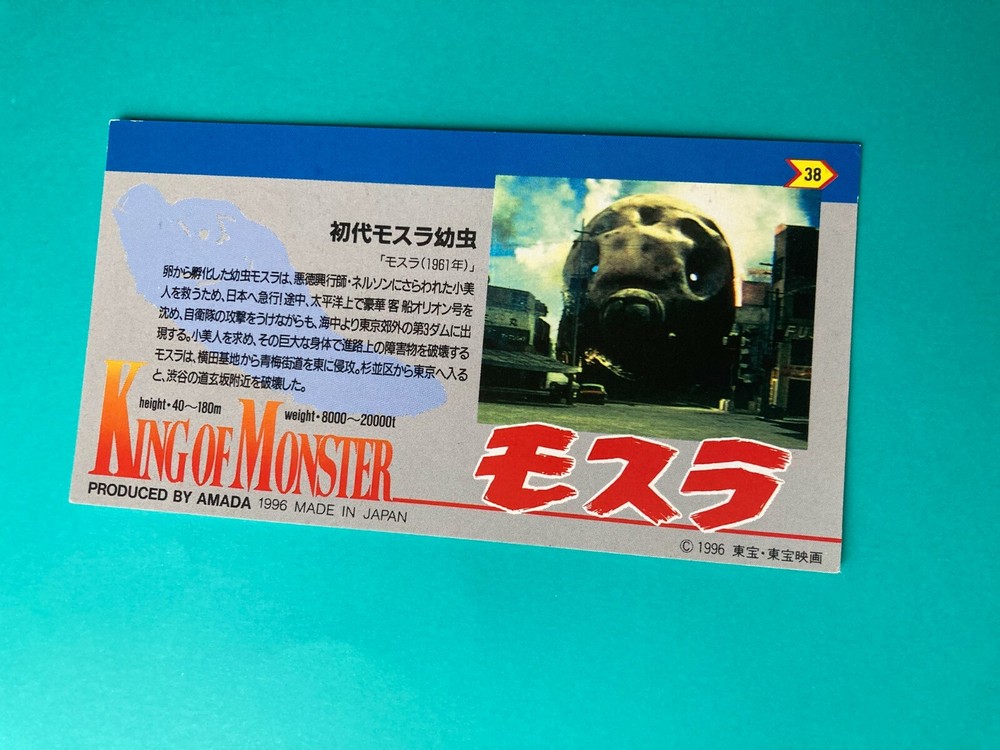 38
初代モスラ幼虫
「モスラ(1961年)」
卵から孵化した幼虫モスラは、悪徳興行師・ネルソンにさらわれた小美
人を救うため、日本へ急行!途中、太平洋上で豪華客船オリオン号を
沈め、自衛隊の攻撃をうけながらも、海中より東京郊外の第3ダムに出
現する。小美人を求め、その巨大な身体で進路上の障害物を破壊する
モスラは、横田基地から青梅街道を東に侵攻。杉並区から東京へ入る
と、渋谷の道玄坂附近を破壊した。
height・40〜180m
weight・8000〜20000t
KING OF MONSTER
モスラ
PRODUCED BY AMADA 1996 MADE IN JAPAN
© 1996 東宝・東宝映画